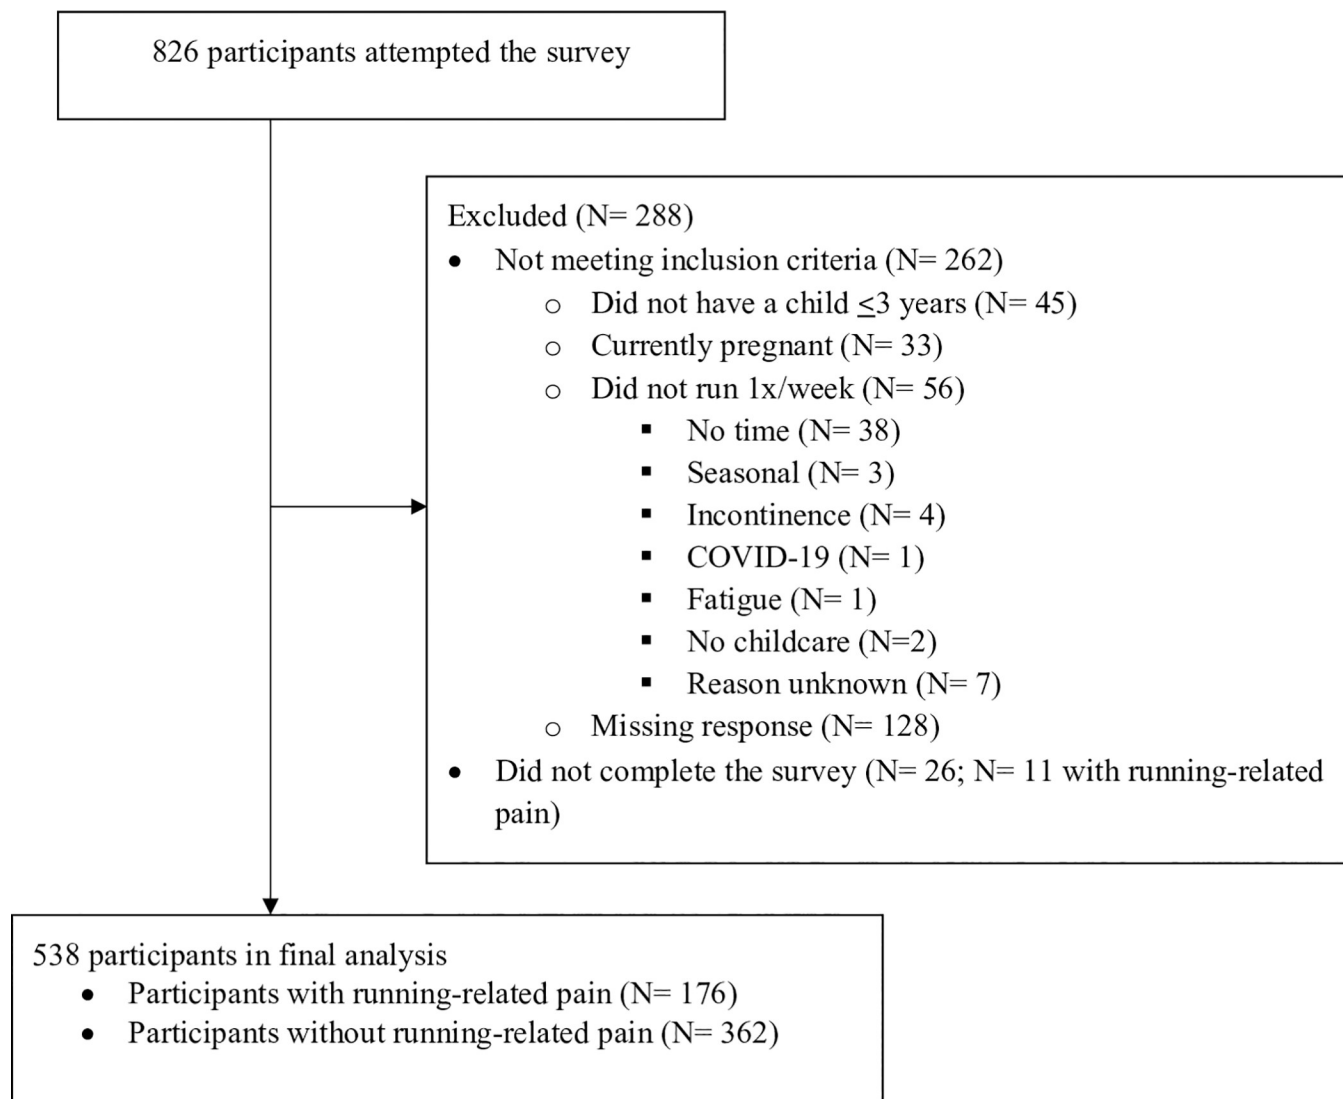 826 participants attempted the survey
Excluded (N= 288)
● Not meeting inclusion criteria (N= 262)
o Did not have a child ≤3 years (N= 45)
o Currently pregnant (N= 33)
o Did not run 1x/week (N= 56)
▪ No time (N= 38)
▪ Seasonal (N= 3)
▪ Incontinence (N= 4)
▪ COVID-19 (N= 1)
▪ Fatigue (N= 1)
▪ No childcare (N=2)
▪ Reason unknown (N= 7)
o Missing response (N= 128)
● Did not complete the survey (N= 26; N= 11 with running-related
pain)
538 participants in final analysis
● Participants with running-related pain (N= 176)
● Participants without running-related pain (N= 362)